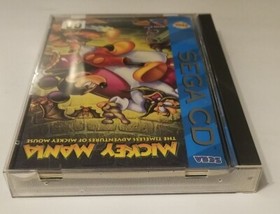 MICKEY MANIA
THE TIMELESS ADVENTURES OF MICKEY MOUSE
SEGA CD
SEGA